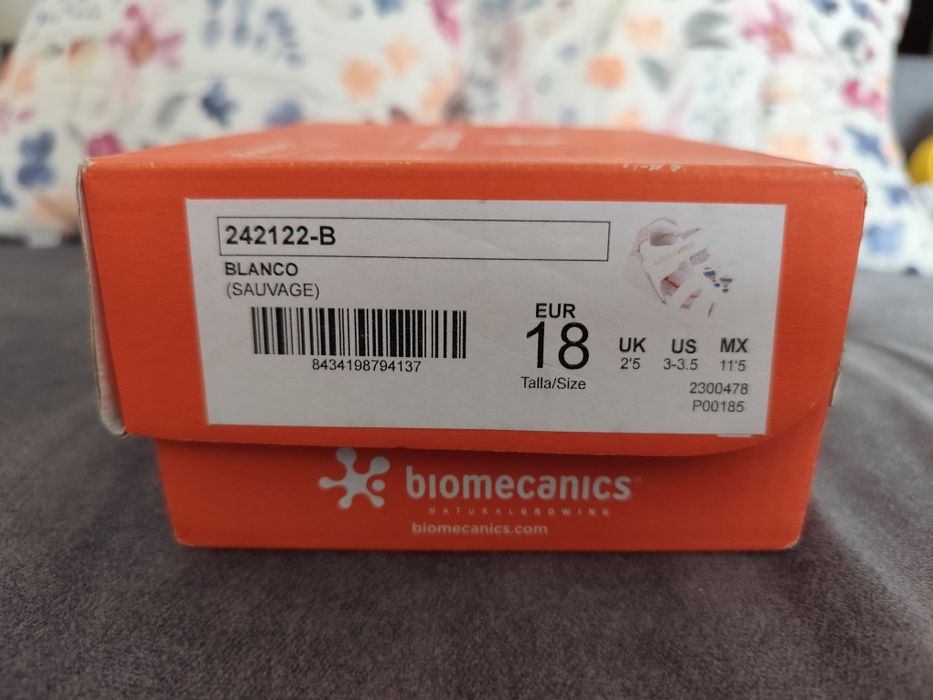 242122-B
BLANCO
(SAUVAGE)
8434198794137
EUR
18
Talla/Size
UK US MX
2'5 3-3.5 11'5
2300478
P00185
biomecanics
NATURALGROWING
biomecanics.com